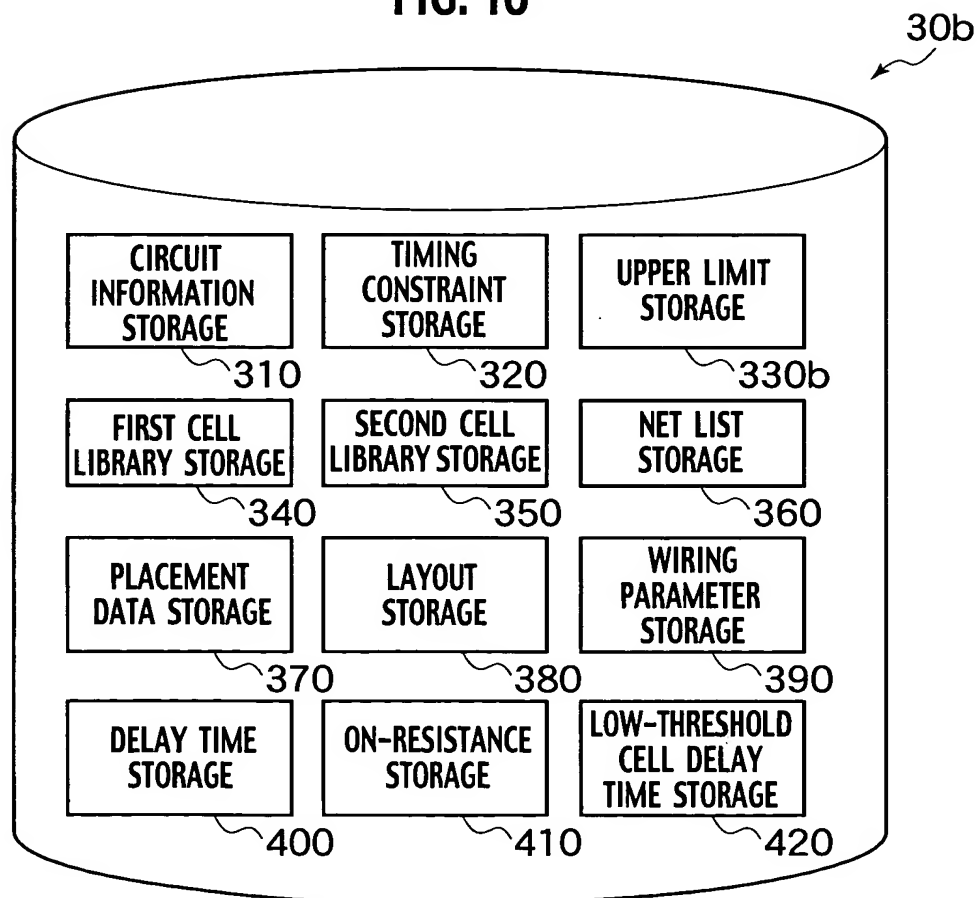 30b
CIRCUIT
INFORMATION
STORAGE
310
TIMING
CONSTRAINT
STORAGE
320
UPPER LIMIT
STORAGE
330b
FIRST CELL
LIBRARY STORAGE
340
SECOND CELL
LIBRARY STORAGE
350
NET LIST
STORAGE
360
PLACEMENT
DATA STORAGE
370
LAYOUT
STORAGE
380
WIRING
PARAMETER
STORAGE
390
DELAY TIME
STORAGE
400
ON-RESISTANCE
STORAGE
410
LOW-THRESHOLD
CELL DELAY
TIME STORAGE
420